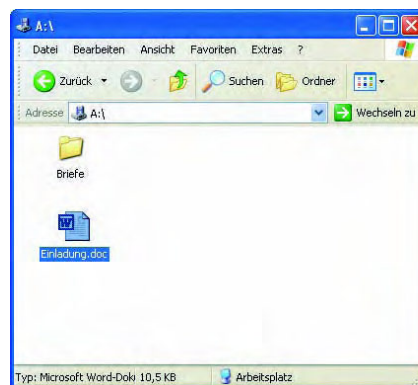 A:\
Datei Bearbeiten Ansicht Favoriten Extras ?
Zurück Suchen Ordner
Adresse A:\ Wechseln zu
Briefe
Einladung.doc
Typ: Microsoft Word-Dok 10,5 KB Arbeitsplatz